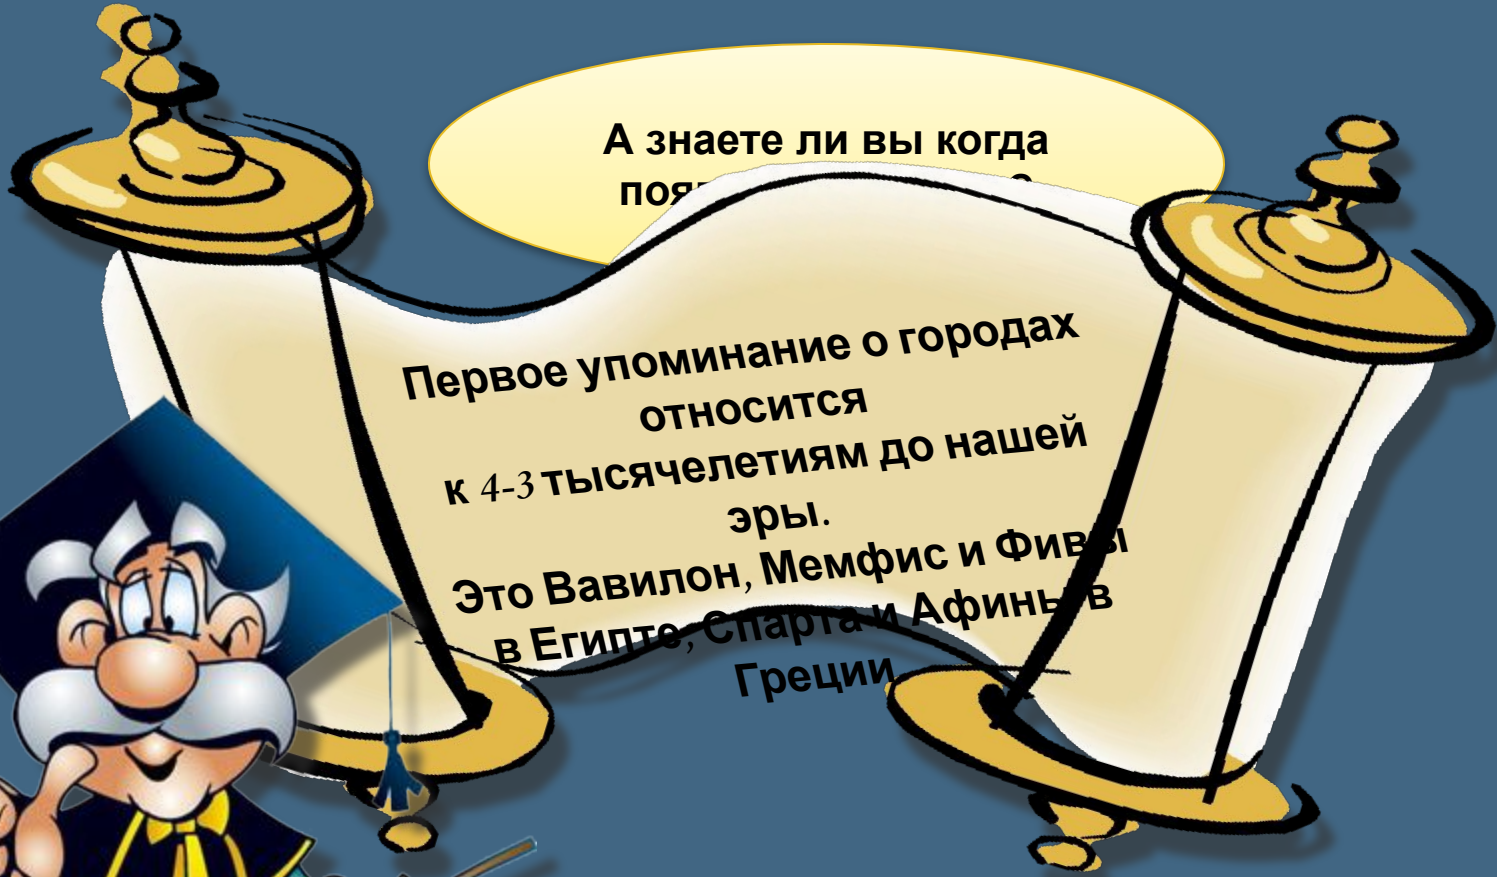 А знаете ли вы когда
Первое упоминание о городах
относится
к 4-3 тысячелетиям до нашей
эры.
Это Вавилон, Мемфис и Фивы
в Египте, Спарта и Афины в
Греции